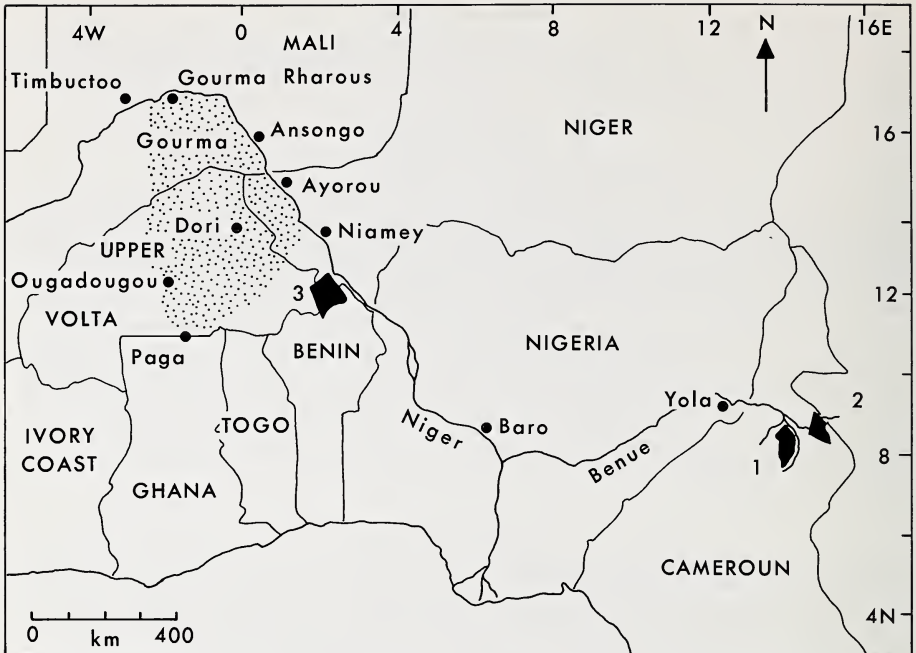 4W 0 4 8 12 16E
N
MALI
Timbuctoo
Gourma Rharous
16
Gourma
Ansongo
NIGER
Ayorou
Dori
Niamey
UPPER
Ougadougou
VOLTA
3
12
BENIN
NIGERIA
Paga
Yola
2
Niger
Baro
TOGO
IVORY
COAST
Benue
1
8
GHANA
CAMEROUN
4N
0 km 400